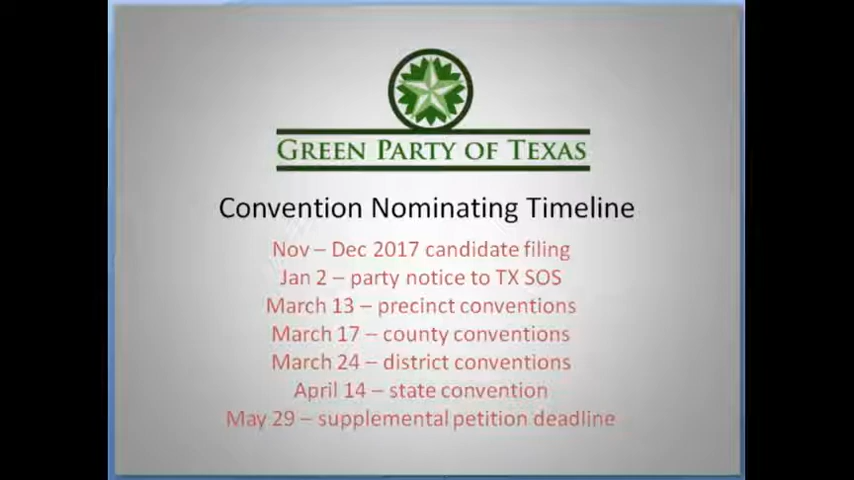 GREEN PARTY OF TEXAS
Convention Nominating Timeline
Nov – Dec 2017 candidate filing
Jan 2 – party notice to TX SOS
March 13 – precinct conventions
March 17 – county conventions
March 24 – district conventions
April 14 – state convention
May 29 – supplemental petition deadline